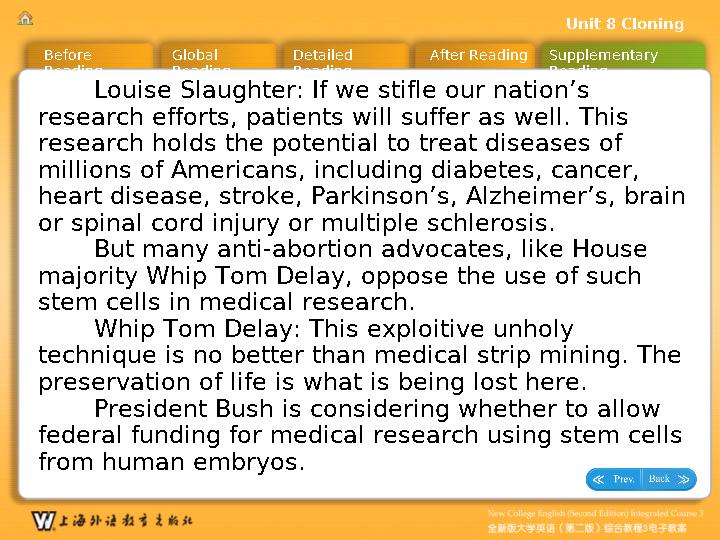 Unit 8 Cloning
Before Reading
Global Reading
Detailed Reading
After Reading
Supplementary Reading
Louise Slaughter: If we stifle our nation’s
research efforts, patients will suffer as well. This
research holds the potential to treat diseases of
millions of Americans, including diabetes, cancer,
heart disease, stroke, Parkinson’s, Alzheimer’s, brain
or spinal cord injury or multiple schlerosis.
But many anti-abortion advocates, like House
majority Whip Tom Delay, oppose the use of such
stem cells in medical research.
Whip Tom Delay: This exploitive unholy
technique is no better than medical strip mining. The
preservation of life is what is being lost here.
President Bush is considering whether to allow
federal funding for medical research using stem cells
from human embryos.
Prev. Back
New College English (Second Edition) Integrated Course 3
W 上海外语教育出版社
全新版大学英语（第二版）综合教程3电子教案